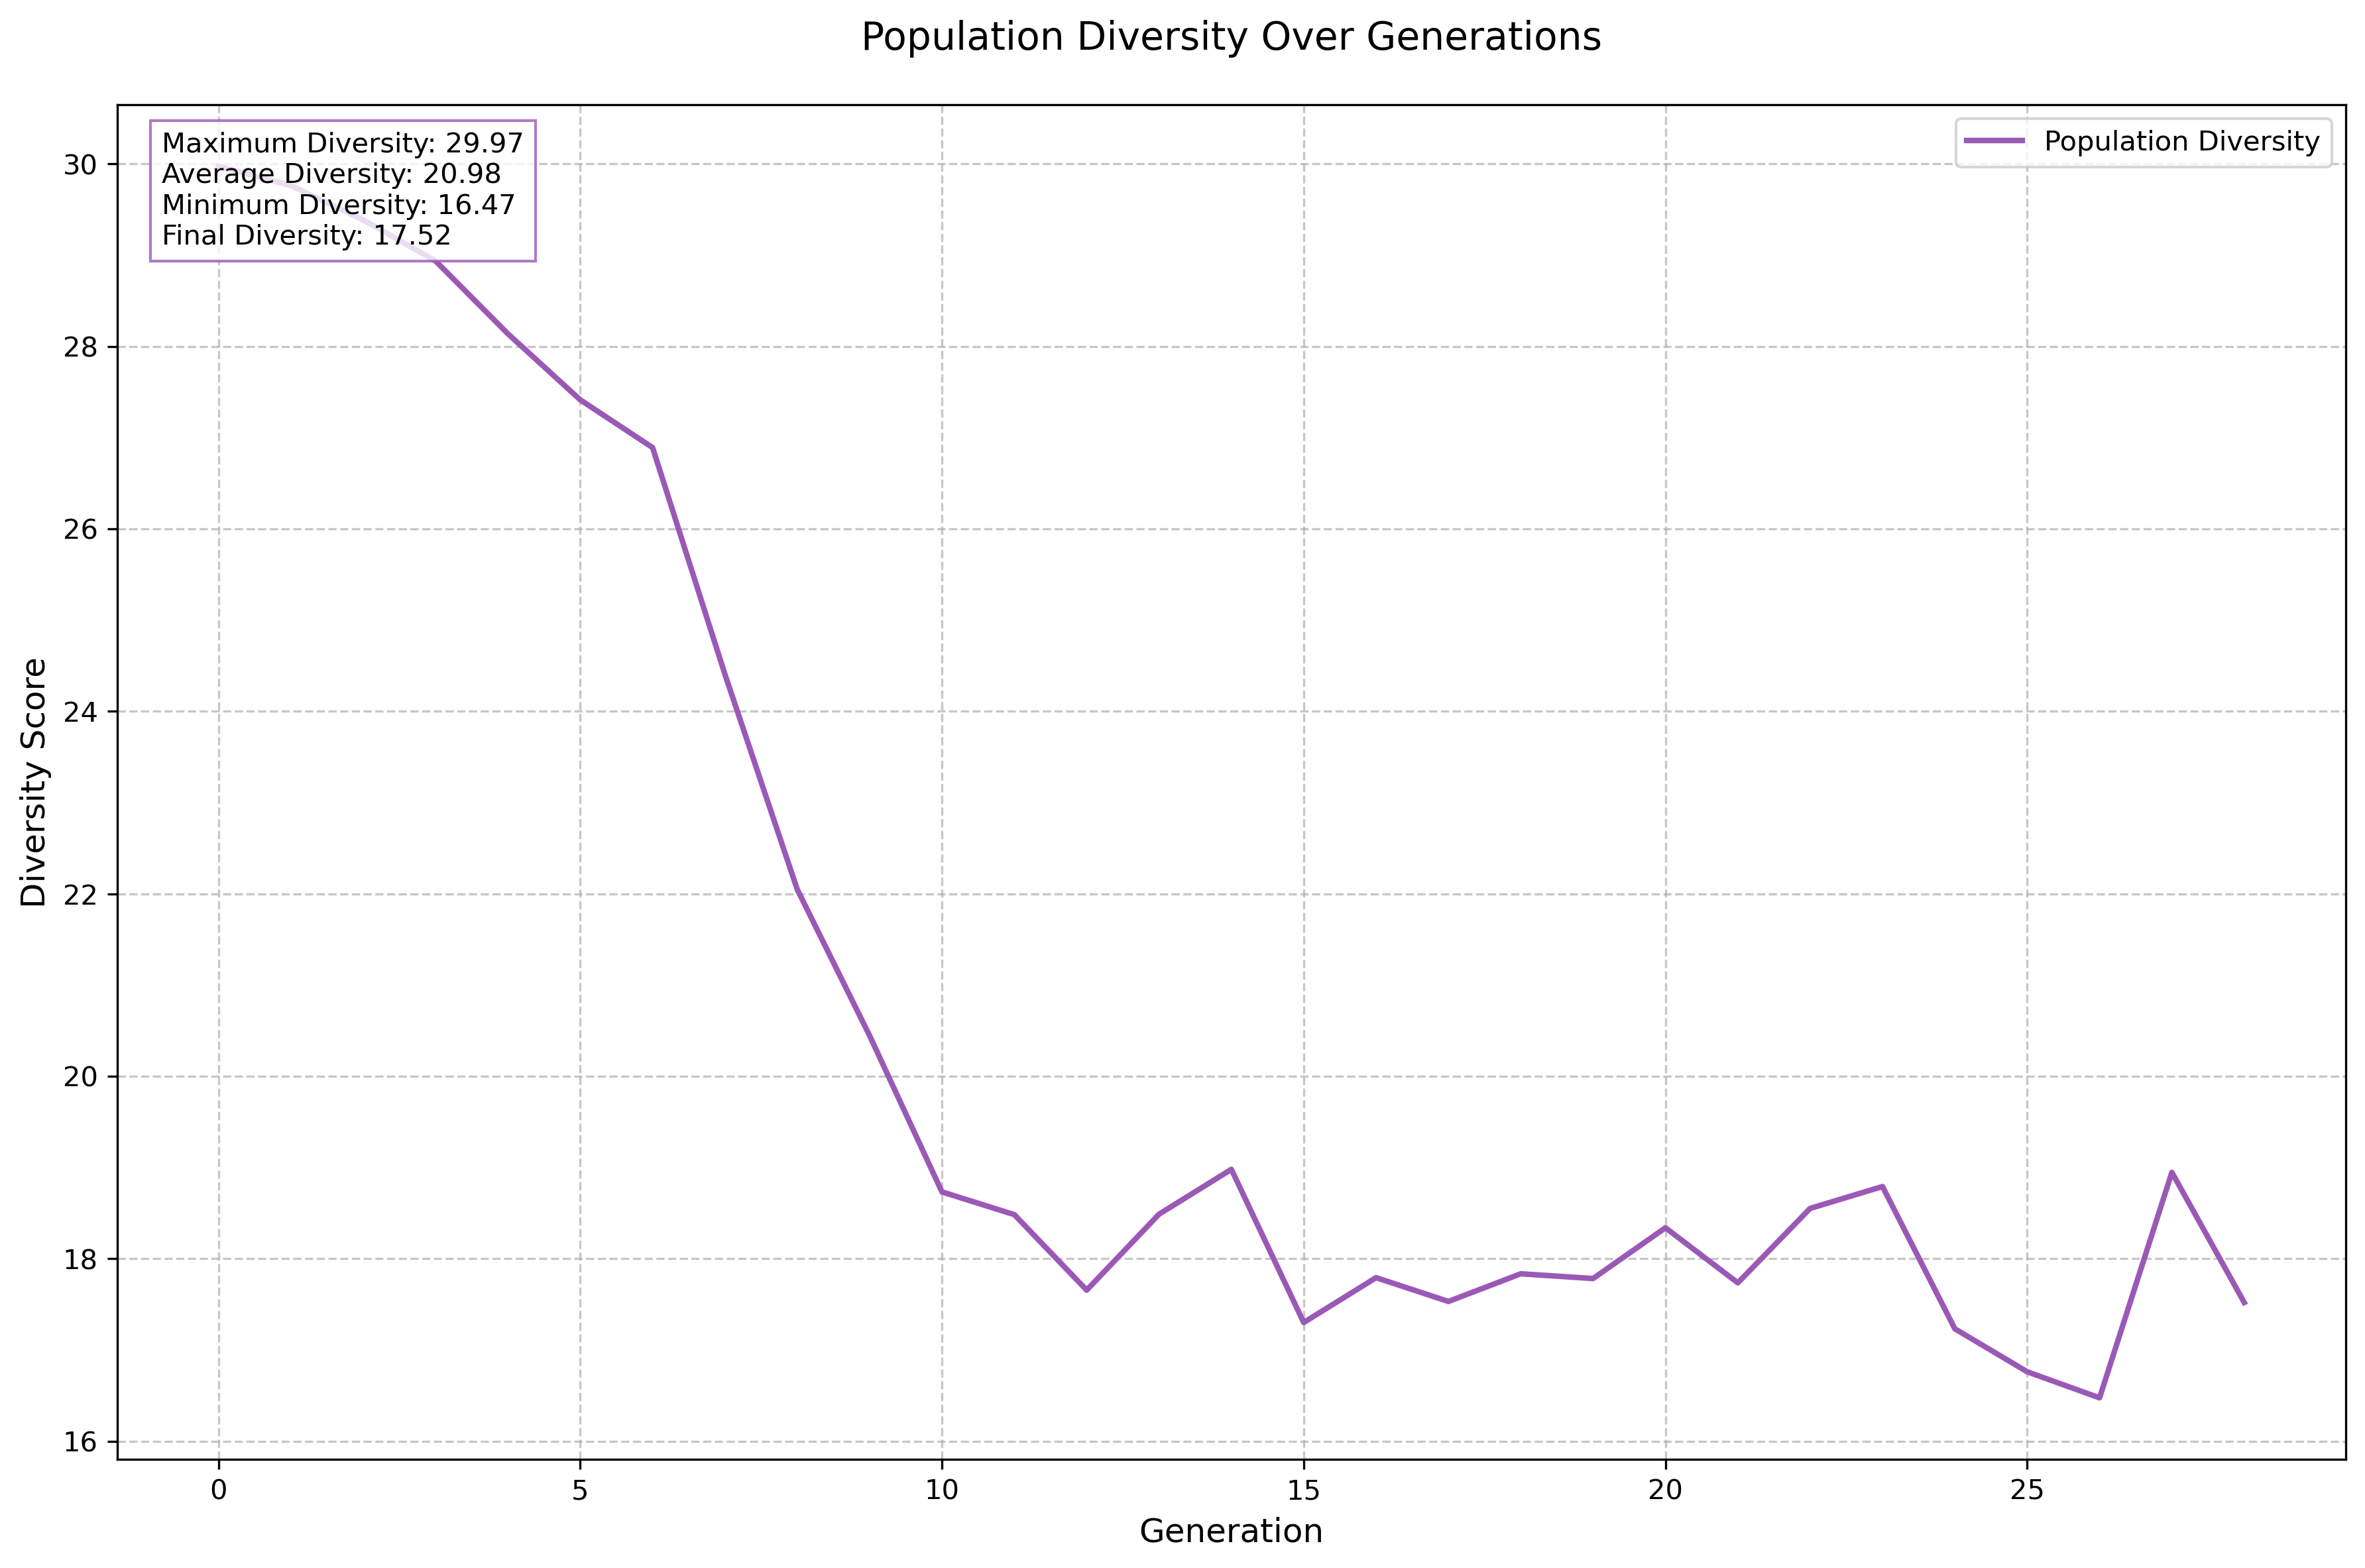 Population Diversity Over Generations
Maximum Diversity: 29.97
Average Diversity: 20.98
Minimum Diversity: 16.47
Final Diversity: 17.52
Population Diversity
Diversity Score
30
28
26
24
22
20
18
16
0
5
10
15
20
25
Generation